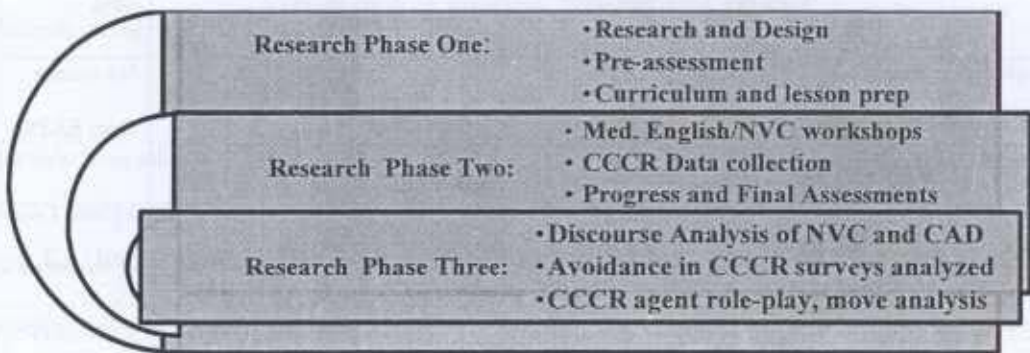 Research Phase One:
•Research and Design
•Pre-assessment
•Curriculum and lesson prep
Research Phase Two:
• Med. English/NVC workshops
• CCCR Data collection
• Progress and Final Assessments
Research Phase Three:
•Discourse Analysis of NVC and CAD
•Avoidance in CCCR surveys analyzed
•CCCR agent role-play, move analysis